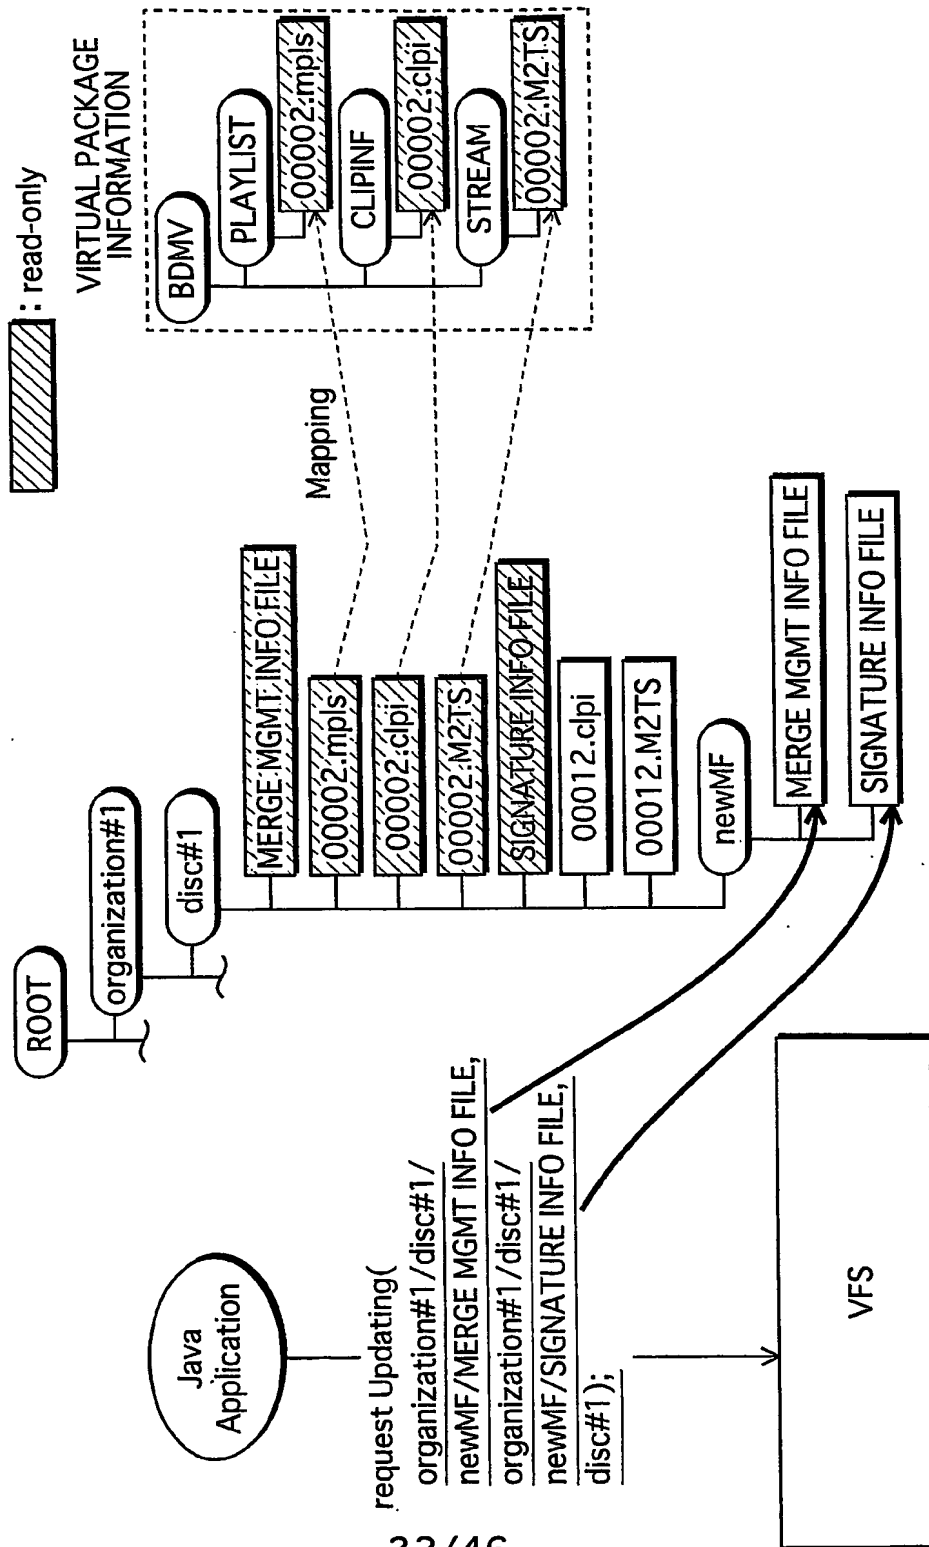 : read-only
VIRTUAL PACKAGE
INFORMATION
BDMV
PLAYLIST
00002.mpls
CLIPINF
00002.clpi
STREAM
00002.M2TS
Mapping
ROOT
organization#1
disc#1
MERGE MGMT INFO FILE
00002.mpls
00002.clpi
00002.M2TS
SIGNATURE INFO FILE
00012.clpi
00012.M2TS
newMF
MERGE MGMT INFO FILE
SIGNATURE INFO FILE
Java
Application
request Updating(
organization#1/disc#1/
newMF/MERGE MGMT INFO FILE,
organization#1/disc#1/
newMF/SIGNATURE INFO FILE,
disc#1);
VFS